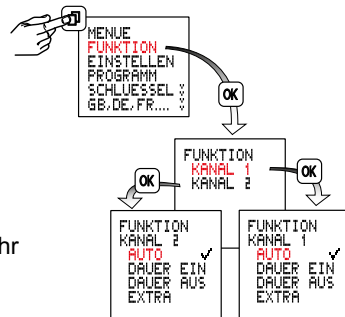 MENUE
FUNKTION
EINSTELLEN
PROGRAMM
SCHLUESSEL
GB,DE,FR....
OK
FUNKTION
KANAL 1
KANAL 2
OK
OK
hr
FUNKTION
KANAL 2
AUTO ✓
DAUER EIN
DAUER AUS
EXTRA
FUNKTION
KANAL 1
AUTO ✓
DAUER EIN
DAUER AUS
EXTRA